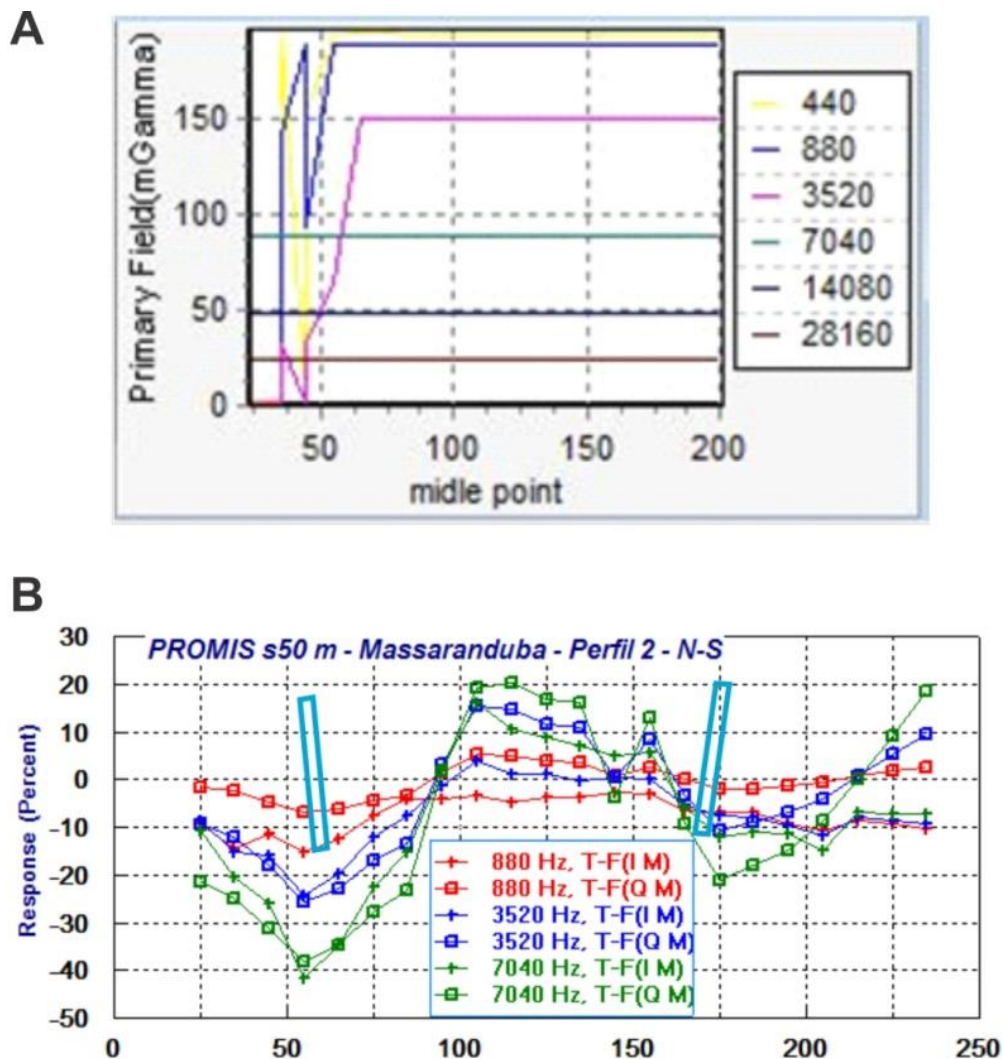 A
Primary Field(mGamma)
150
100
50
0
50
100
150
200
midle point
440
880
3520
7040
14080
28160
B
PROMIS s50 m - Massaranduba - Perfil 2 - N-S
Response (Percent)
30
20
10
0
-10
-20
-30
-40
-50
880 Hz, T-F(I M)
880 Hz, T-F(Q M)
3520 Hz, T-F(I M)
3520 Hz, T-F(Q M)
7040 Hz, T-F(I M)
7040 Hz, T-F(Q M)
0
50
100
150
200
250